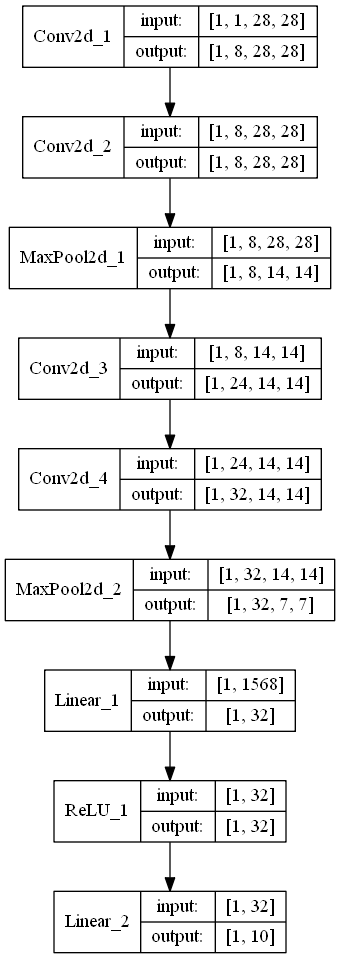 Conv2d_1 input: [1, 1, 28, 28]
output: [1, 8, 28, 28]
Conv2d_2 input: [1, 8, 28, 28]
output: [1, 8, 28, 28]
MaxPool2d_1 input: [1, 8, 28, 28]
output: [1, 8, 14, 14]
Conv2d_3 input: [1, 8, 14, 14]
output: [1, 24, 14, 14]
Conv2d_4 input: [1, 24, 14, 14]
output: [1, 32, 14, 14]
MaxPool2d_2 input: [1, 32, 14, 14]
output: [1, 32, 7, 7]
Linear_1 input: [1, 1568]
output: [1, 32]
ReLU_1 input: [1, 32]
output: [1, 32]
Linear_2 input: [1, 32]
output: [1, 10]